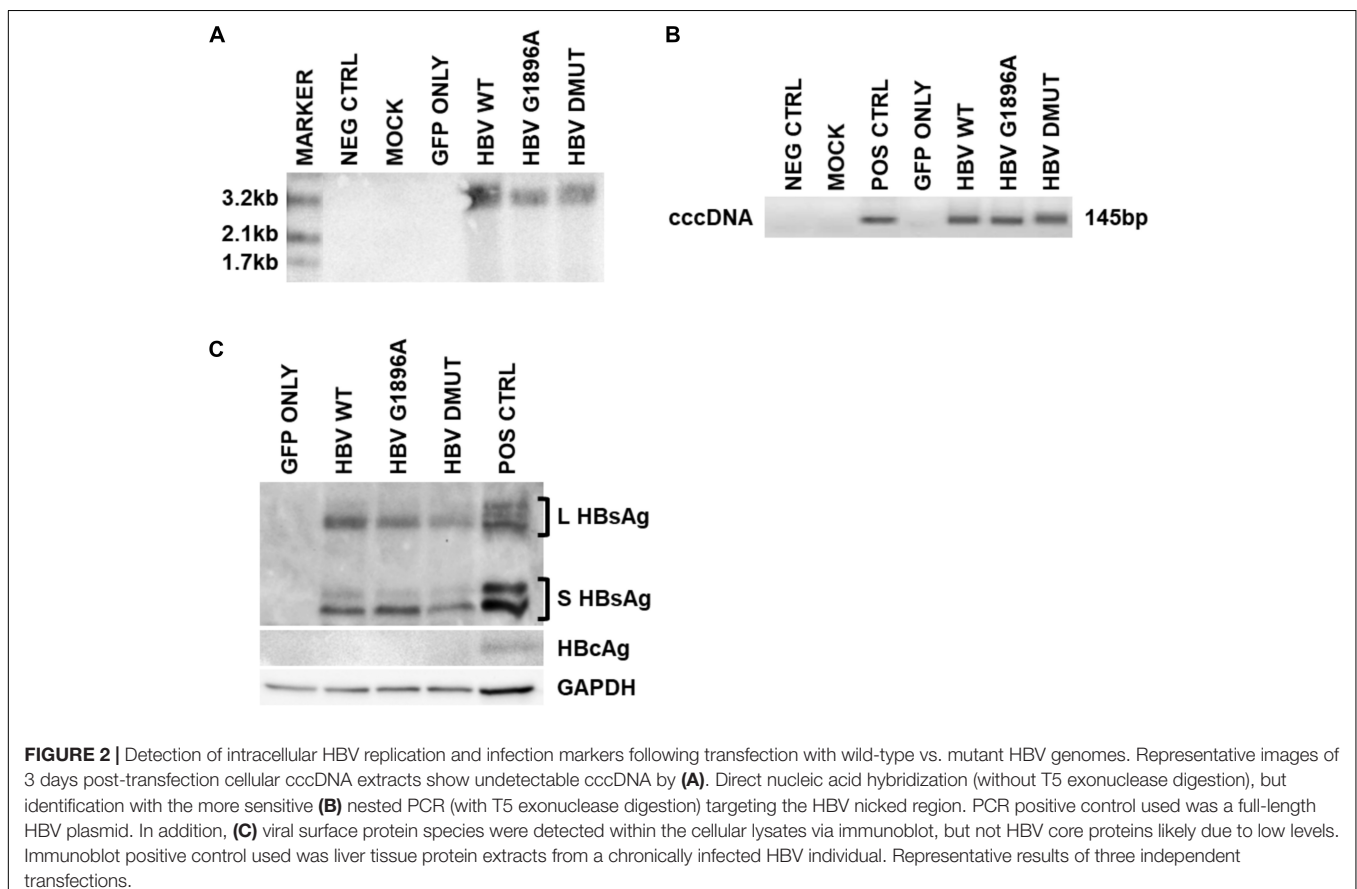 A
MARKER
NEG CTRL
MOCK
GFP ONLY
HBV WT
HBV G1896A
HBV DMUT
3.2kb
2.1kb
1.7kb
B
NEG CTRL
MOCK
POS CTRL
GFP ONLY
HBV WT
HBV G1896A
HBV DMUT
cccDNA
145bp
C
GFP ONLY
HBV WT
HBV G1896A
HBV DMUT
POS CTRL
L HBsAg
S HBsAg
HBcAg
GAPDH
FIGURE 2 | Detection of intracellular HBV replication and infection markers following transfection with wild-type vs. mutant HBV genomes. Representative images of
3 days post-transfection cellular cccDNA extracts show undetectable cccDNA by (A). Direct nucleic acid hybridization (without T5 exonuclease digestion), but
identification with the more sensitive (B) nested PCR (with T5 exonuclease digestion) targeting the HBV nicked region. PCR positive control used was a full-length
HBV plasmid. In addition, (C) viral surface protein species were detected within the cellular lysates via immunoblot, but not HBV core proteins likely due to low levels.
Immunoblot positive control used was liver tissue protein extracts from a chronically infected HBV individual. Representative results of three independent
transfections.